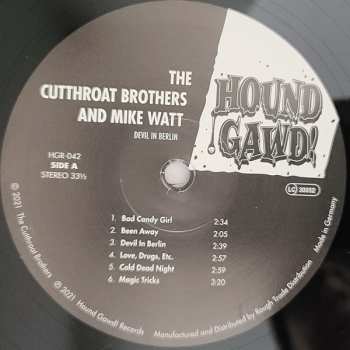 THE
CUTTHROAT BROTHERS
AND MIKE WATT
DEVIL IN BERLIN
HOUND
GAWD!
HGR-042
SIDE A
STEREO 33⅓
LC 30892
1. Bad Candy Girl 2:34
2. Been Away 2:05
3. Devil In Berlin 2:39
4. Love, Drugs, Etc. 2:57
5. Cold Dead Night 2:59
6. Magic Tricks 3:20
℗ 2021 The Cutthroat Brothers
© 2021 Hound Gawd! Records
Manufactured and Distributed by Rough Trade Distribution
Made in Germany